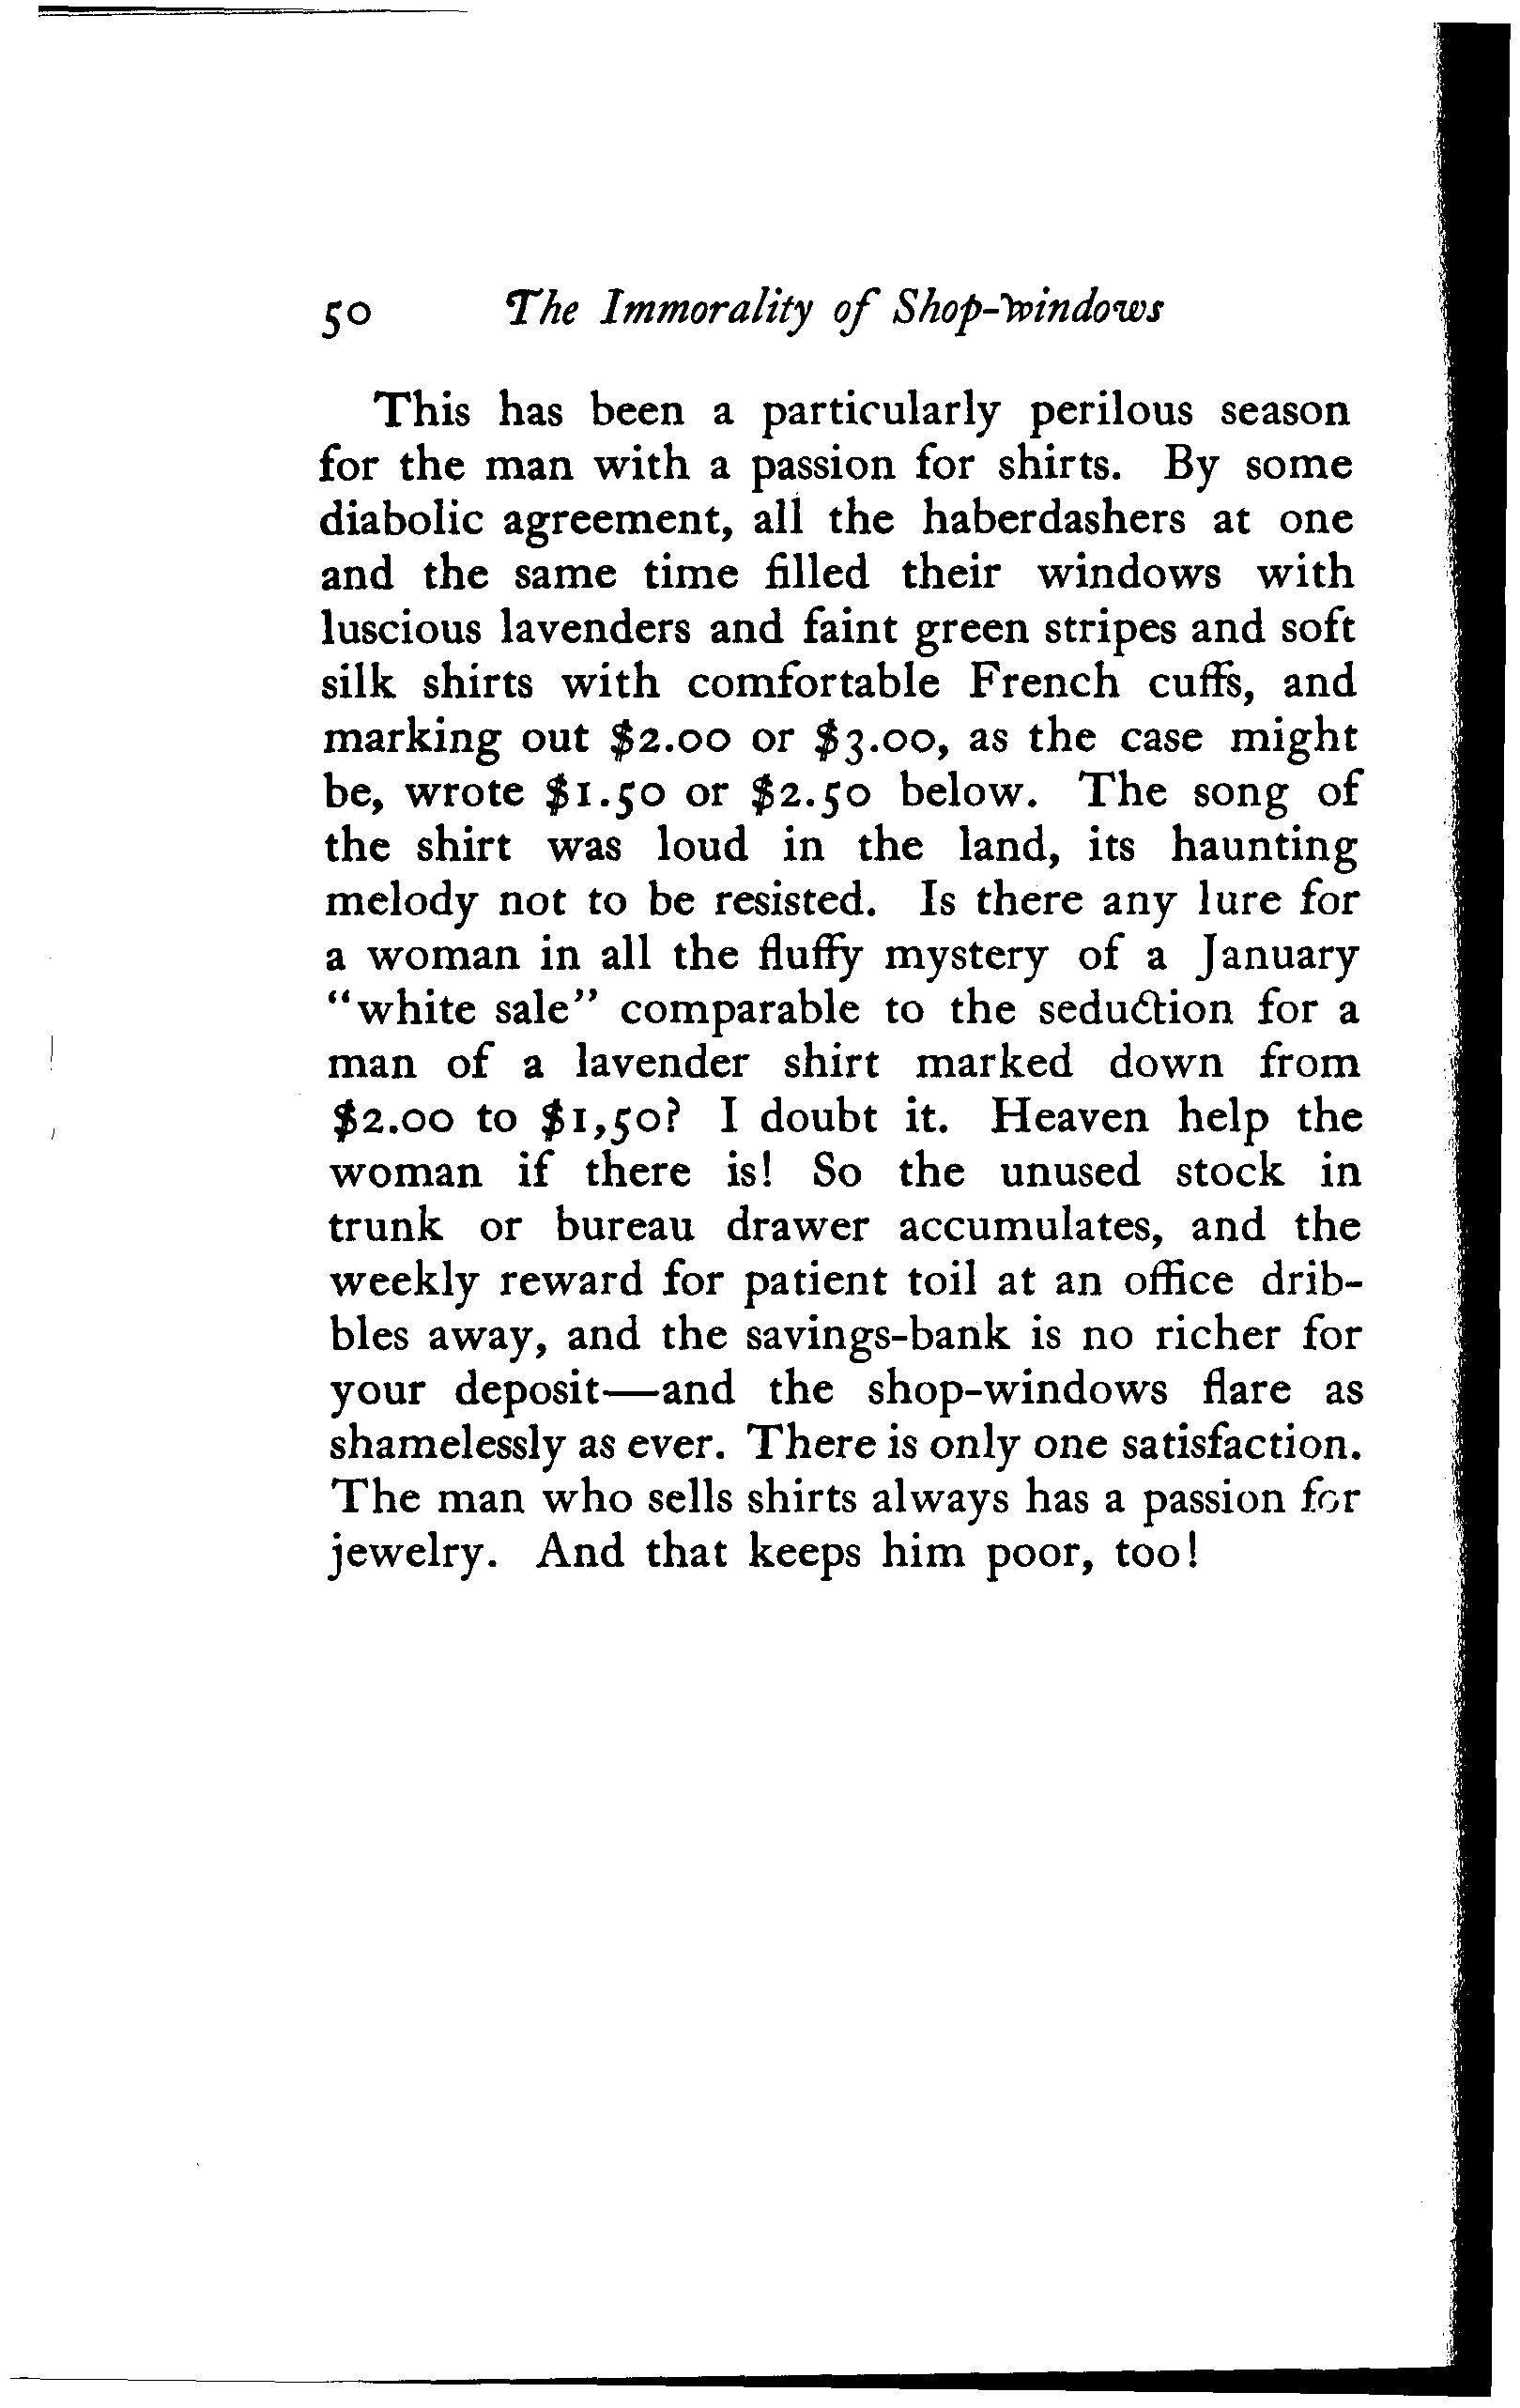 50 The Immorality of Shop-windows
This has been a particularly perilous season
for the man with a passion for shirts. By some
diabolic agreement, all the haberdashers at one
and the same time filled their windows with
luscious lavenders and faint green stripes and soft
silk shirts with comfortable French cuffs, and
marking out $2.00 or $3.00, as the case might
be, wrote $1.50 or $2.50 below. The song of
the shirt was loud in the land, its haunting
melody not to be resisted. Is there any lure for
a woman in all the fluffy mystery of a January
“white sale” comparable to the seduction for a
man of a lavender shirt marked down from
$2.00 to $1,50? I doubt it. Heaven help the
woman if there is! So the unused stock in
trunk or bureau drawer accumulates, and the
weekly reward for patient toil at an office drib-
bles away, and the savings-bank is no richer for
your deposit—and the shop-windows flare as
shamelessly as ever. There is only one satisfaction.
The man who sells shirts always has a passion for
jewelry. And that keeps him poor, too!